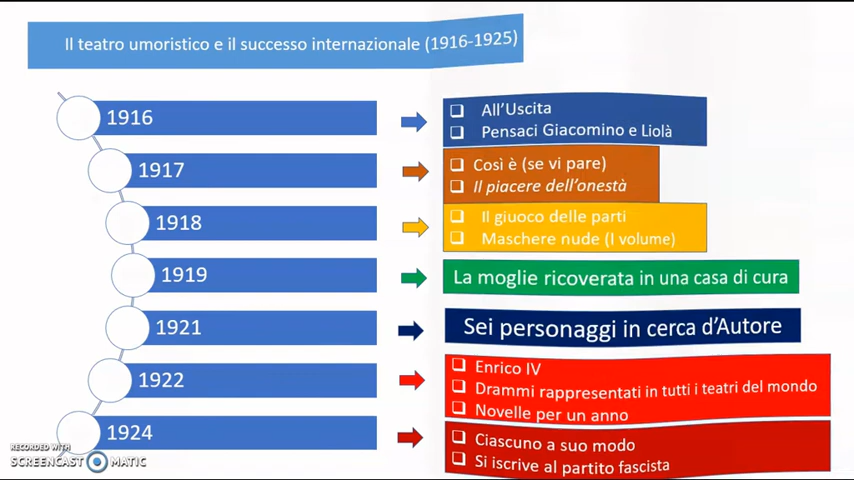 Il teatro umoristico e il successo internazionale (1916-1925)
1916
All'Uscita
Pensaci Giacomino e Liolà
1917
Così è (se vi pare)
Il piacere dell'onestà
1918
Il giuoco delle parti
Maschere nude (I volume)
1919
La moglie ricoverata in una casa di cura
1921
Sei personaggi in cerca d'Autore
1922
Enrico IV
Drammi rappresentati in tutti i teatri del mondo
Novelle per un anno
1924
Ciascuno a suo modo
Si iscrive al partito fascista
RECORDED WITH
SCREENCAST MATIC